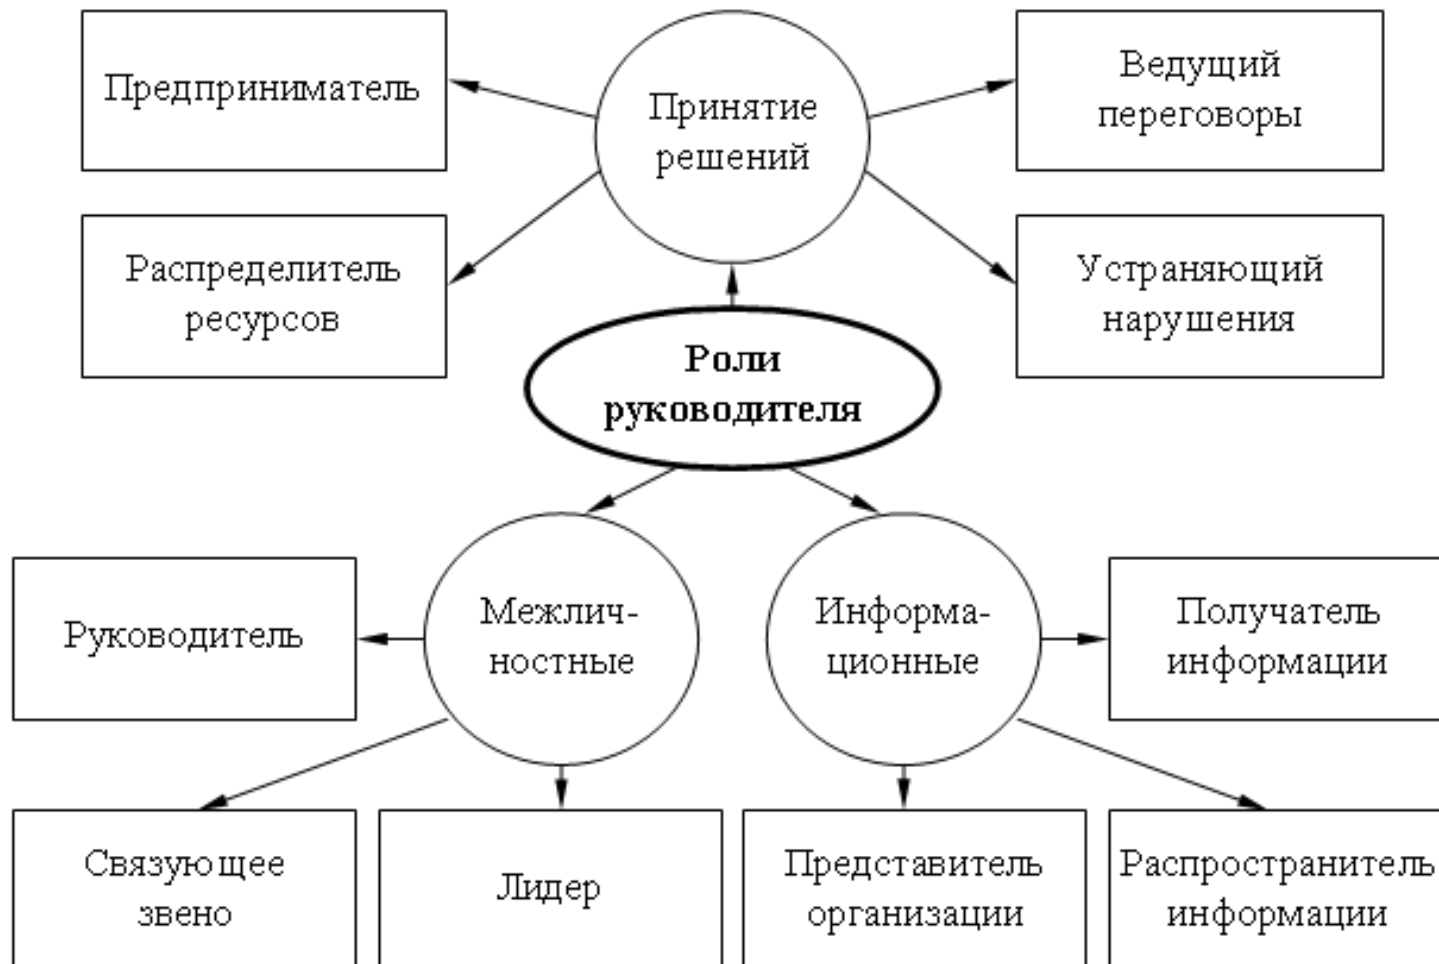 Предприниматель
Принятие
решений
Ведущий
переговоры
Распределитель
ресурсов
Устраняющий
нарушения
Роли
руководителя
Руководитель
Межлич-
ностные
Информа-
ционные
Получатель
информации
Связующее
звено
Лидер
Представитель
организации
Распространитель
информации